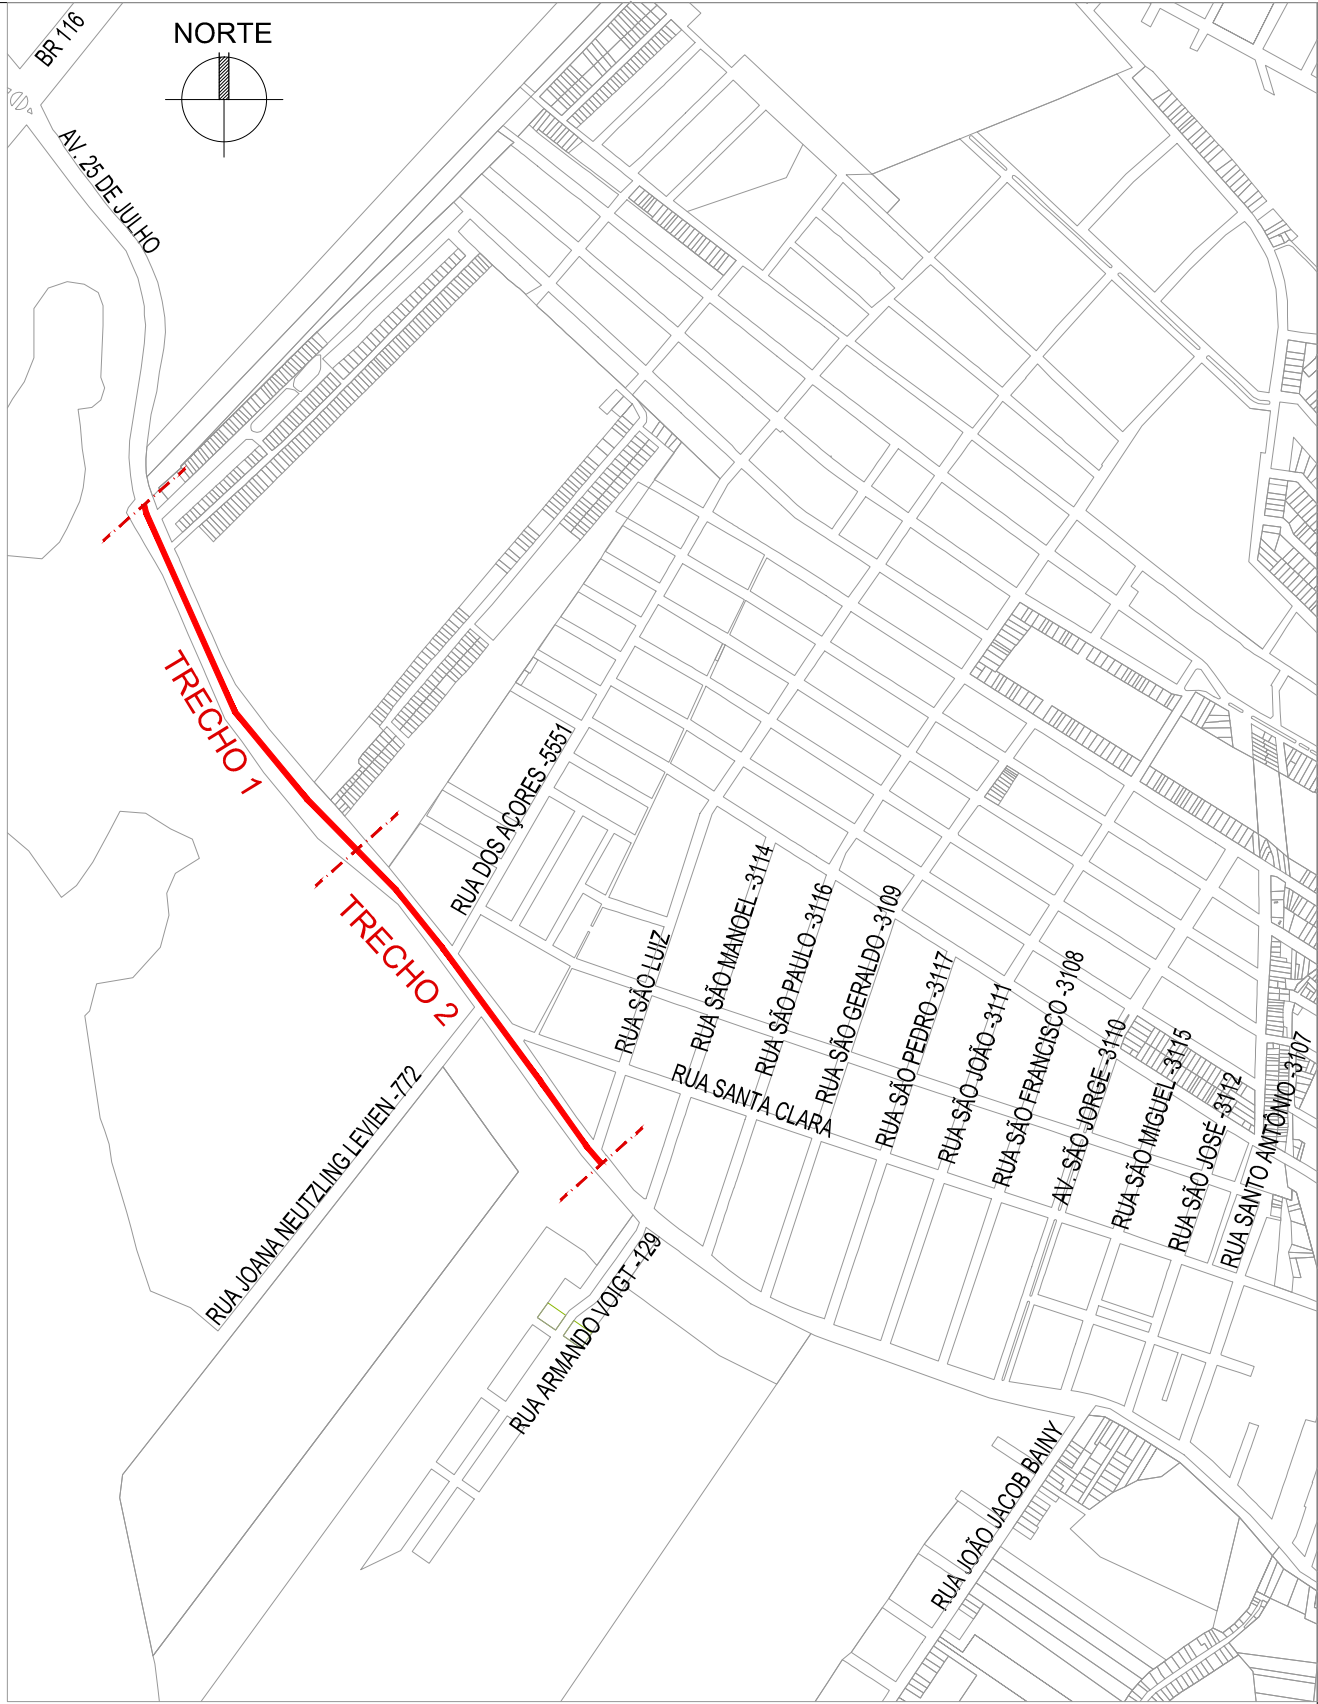 BR 116
NORTE
AV. 25 DE JULHO
TRECHO 1
TRECHO 2
RUA DOS AÇORES -5551
RUA SÃO LUIZ
RUA SÃO MANOEL -3114
RUA SÃO PAULO -3116
RUA SÃO GERALDO -3109
RUA SÃO PEDRO -3117
RUA SÃO JOÃO -3111
RUA SÃO FRANCISCO -3108
AV. SÃO JORGE -3110
RUA SÃO MIGUEL -3115
RUA SÃO JOSÉ -3112
RUA SANTO ANTÔNIO -3107
RUA SANTA CLARA
RUA JOANA NEUTZLING LEVIEN -772
RUA ARMANDO VOIGT -129
RUA JOÃO JACOB BAINY